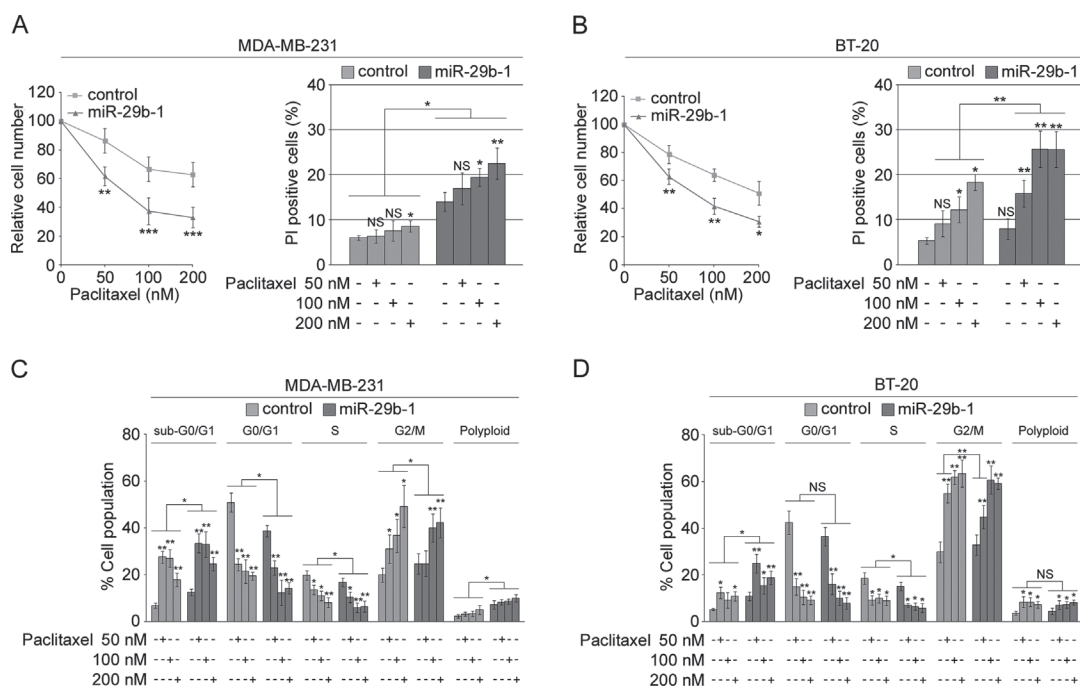 A
MDA-MB-231
control
miR-29b-1
Relative cell number
120
100
80
60
40
20
0
0 50 100 200
Paclitaxel (nM)
** *** ***
control miR-29b-1
PI positive cells (%)
40
30
20
10
0
*
NS NS * NS * **
Paclitaxel 50 nM - + - - - + - -
100 nM - - + - - - + -
200 nM - - - + - - - +
B
BT-20
control
miR-29b-1
Relative cell number
120
100
80
60
40
20
0
0 50 100 200
Paclitaxel (nM)
** ** *
control miR-29b-1
PI positive cells (%)
40
30
20
10
0
**
NS * * NS ** ** **
Paclitaxel 50 nM - + - - - + - -
100 nM - - + - - - + -
200 nM - - - + - - - +
C
MDA-MB-231
control miR-29b-1
sub-G0/G1 G0/G1 S G2/M Polyploid
% Cell population
80
60
40
20
0
* * * * *
Paclitaxel 50 nM
100 nM
200 nM
D
BT-20
control miR-29b-1
sub-G0/G1 G0/G1 S G2/M Polyploid
% Cell population
80
60
40
20
0
* NS * ** NS
Paclitaxel 50 nM
100 nM
200 nM